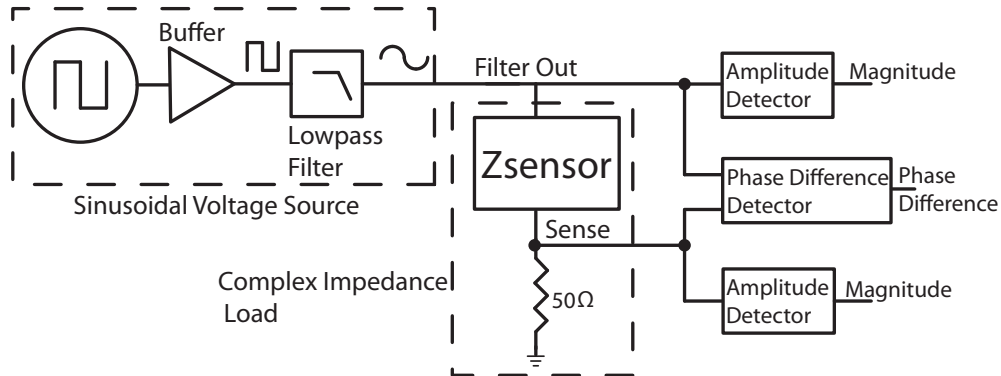 Buffer
Lowpass
Filter
Sinusoidal Voltage Source
Filter Out
Zsensor
Sense
50Ω
Complex Impedance
Load
Amplitude
Detector
Magnitude
Phase Difference
Detector
Phase
Difference
Amplitude
Detector
Magnitude